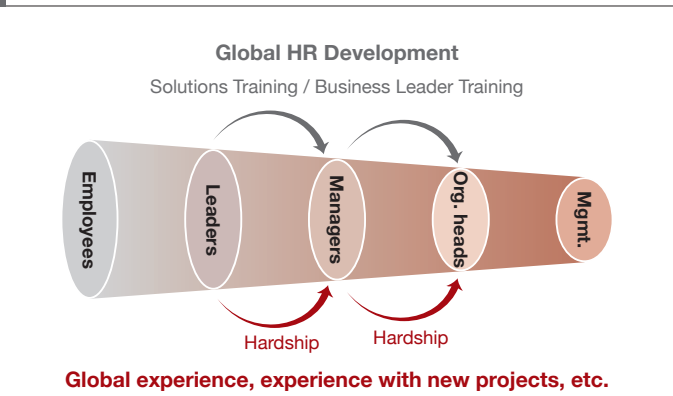 Global HR Development
Solutions Training / Business Leader Training
Employees
Leaders
Managers
Org. heads
Mgmt.
Hardship
Hardship
Global experience, experience with new projects, etc.